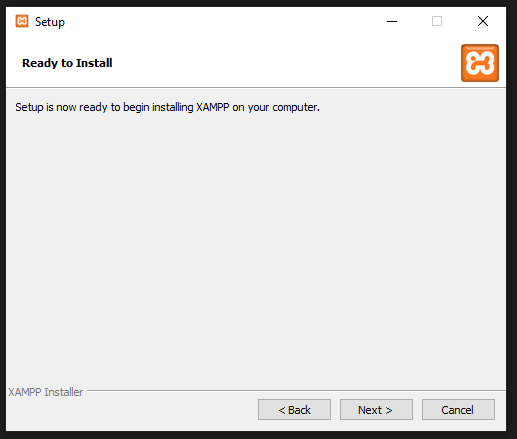 Setup
Ready to Install
Setup is now ready to begin installing XAMPP on your computer.
XAMPP Installer
< Back
Next >
Cancel